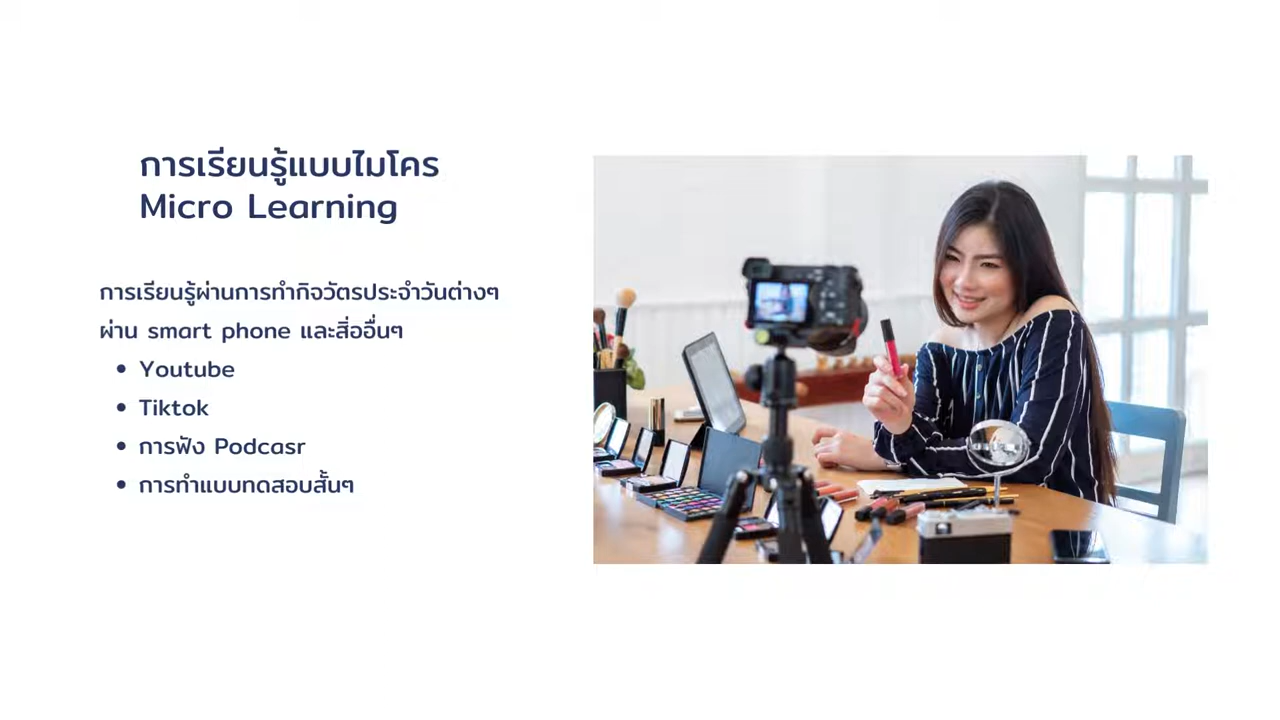 การเรียนรู้แบบไมโคร
Micro Learning
การเรียนรู้ผ่านการทำกิจวัตรประจำวันต่างๆ
ผ่าน smart phone และสื่ออื่นๆ
• Youtube
• Tiktok
• การฟัง Podcasr
• การทำแบบทดสอบสั้นๆ